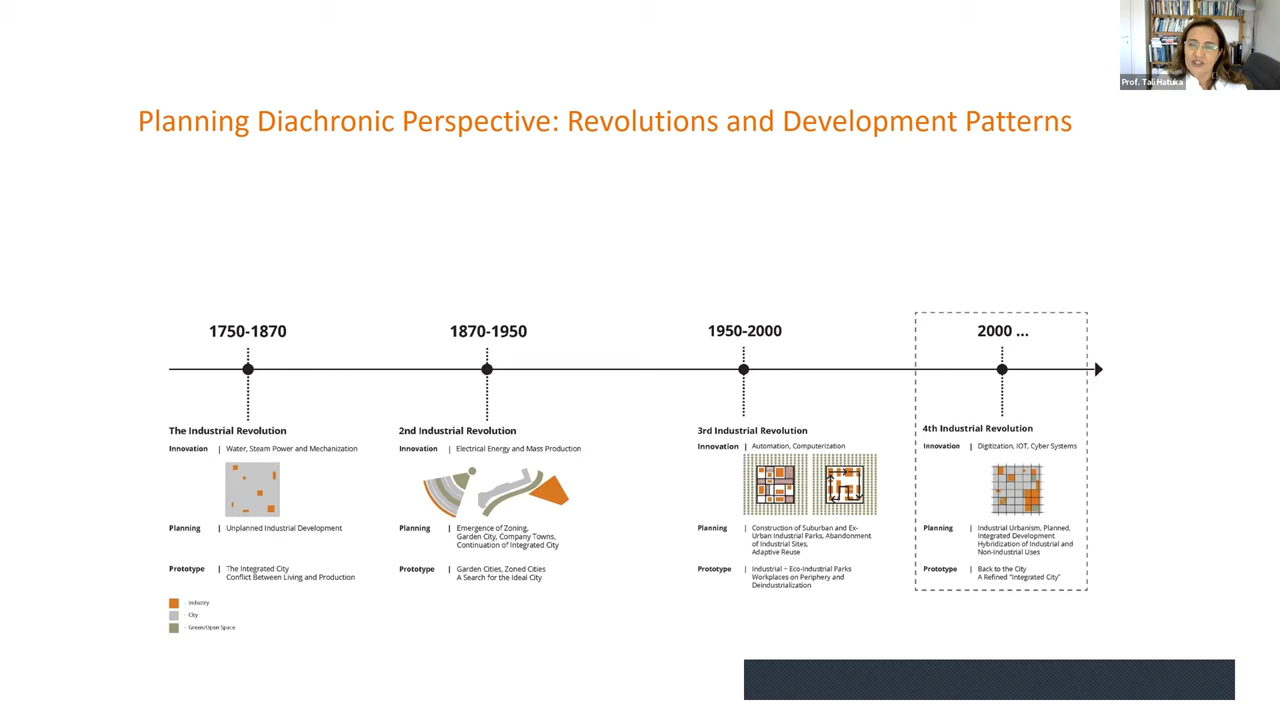 Prof. Tali Hatuka
Planning Diachronic Perspective: Revolutions and Development Patterns
1750-1870
1870-1950
1950-2000
2000 ...
The Industrial Revolution
Innovation | Water, Steam Power and Mechanization
Planning | Unplanned Industrial Development
Prototype | The Integrated City
Conflict Between Living and Production
2nd Industrial Revolution
Innovation | Electrical Energy and Mass Production
Planning | Emergence of Zoning,
Garden City, Company Towns,
Continuation of Integrated City
Prototype | Garden Cities, Zoned Cities
A Search for the Ideal City
3rd Industrial Revolution
Innovation | Automation, Computerization
Planning | Construction of Suburban and Ex-
Urban Industrial Parks, Abandonment
of Industrial Sites,
Adaptive Reuse
Prototype | Industrial + Eco-Industrial Parks
Workplaces on Periphery and
Deindustrialization
4th Industrial Revolution
Innovation | Digitization, IOT, Cyber Systems
Planning | Industrial Urbanism, Planned,
Integrated Development
Hybridization of Industrial and
Non-Industrial Uses
Prototype | Back to the City
A Refined "Integrated City"
- Industry
- City
- Green/Open Space